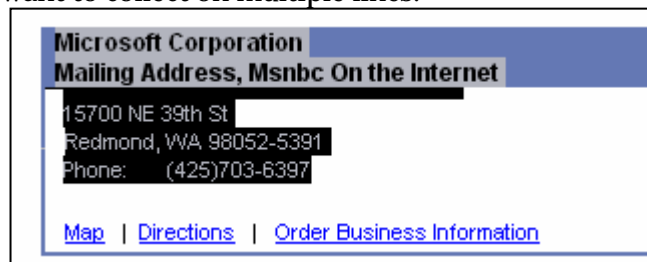 want to collect on multiple lines.
Microsoft Corporation
Mailing Address, Msnbc On the Internet
15700 NE 39th St
Redmond, WA 98052-5391
Phone: (425)703-6397
Map | Directions | Order Business Information